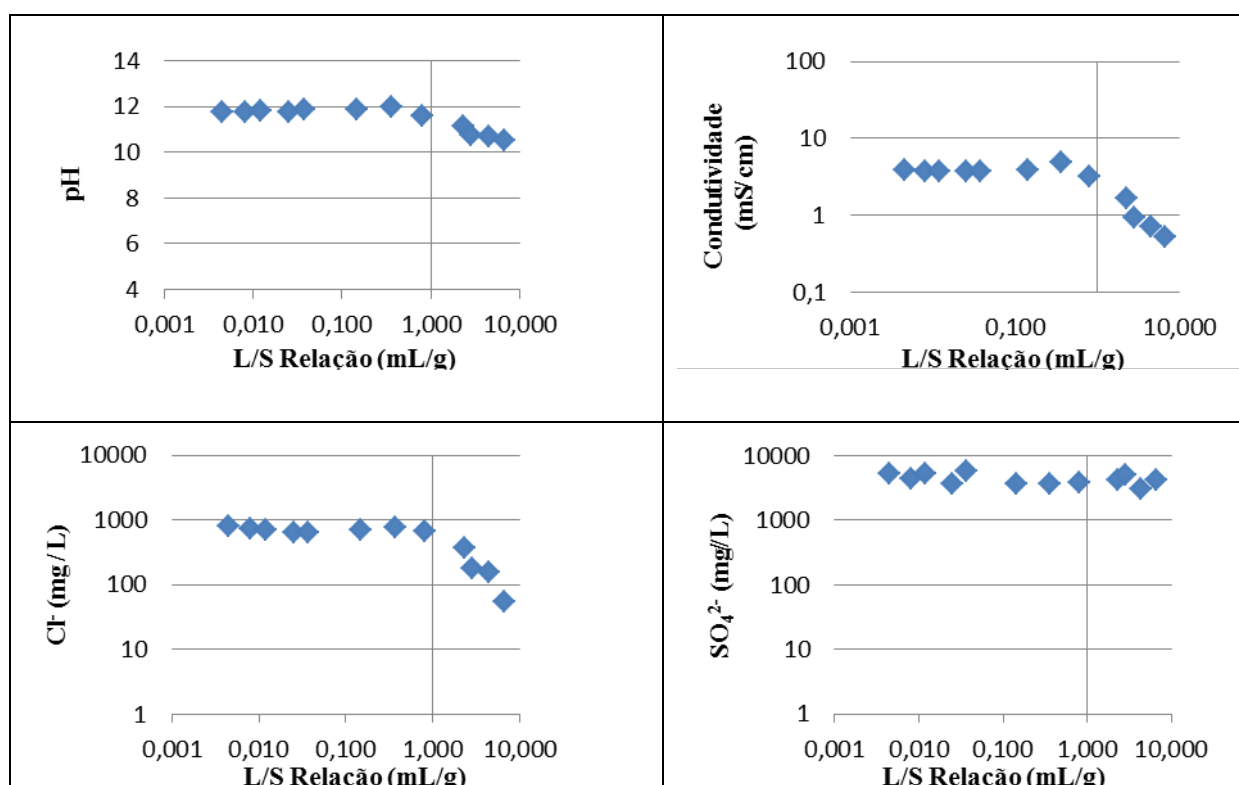 14
12
10
8
6
4
pH
0,001 0,010 0,100 1,000 10,000
L/S Relação (mL/g)
100
10
1
0,1
Condutividade
(mS/cm)
0,001 0,100 10,000
L/S Relação (mL/g)
10000
1000
100
10
1
Cl- (mg/L)
0,001 0,010 0,100 1,000 10,000
L/S Relação (mL/g)
10000
1000
100
10
1
SO₄²⁻ (mg/L)
0,001 0,010 0,100 1,000 10,000
L/S Relação (mL/g)